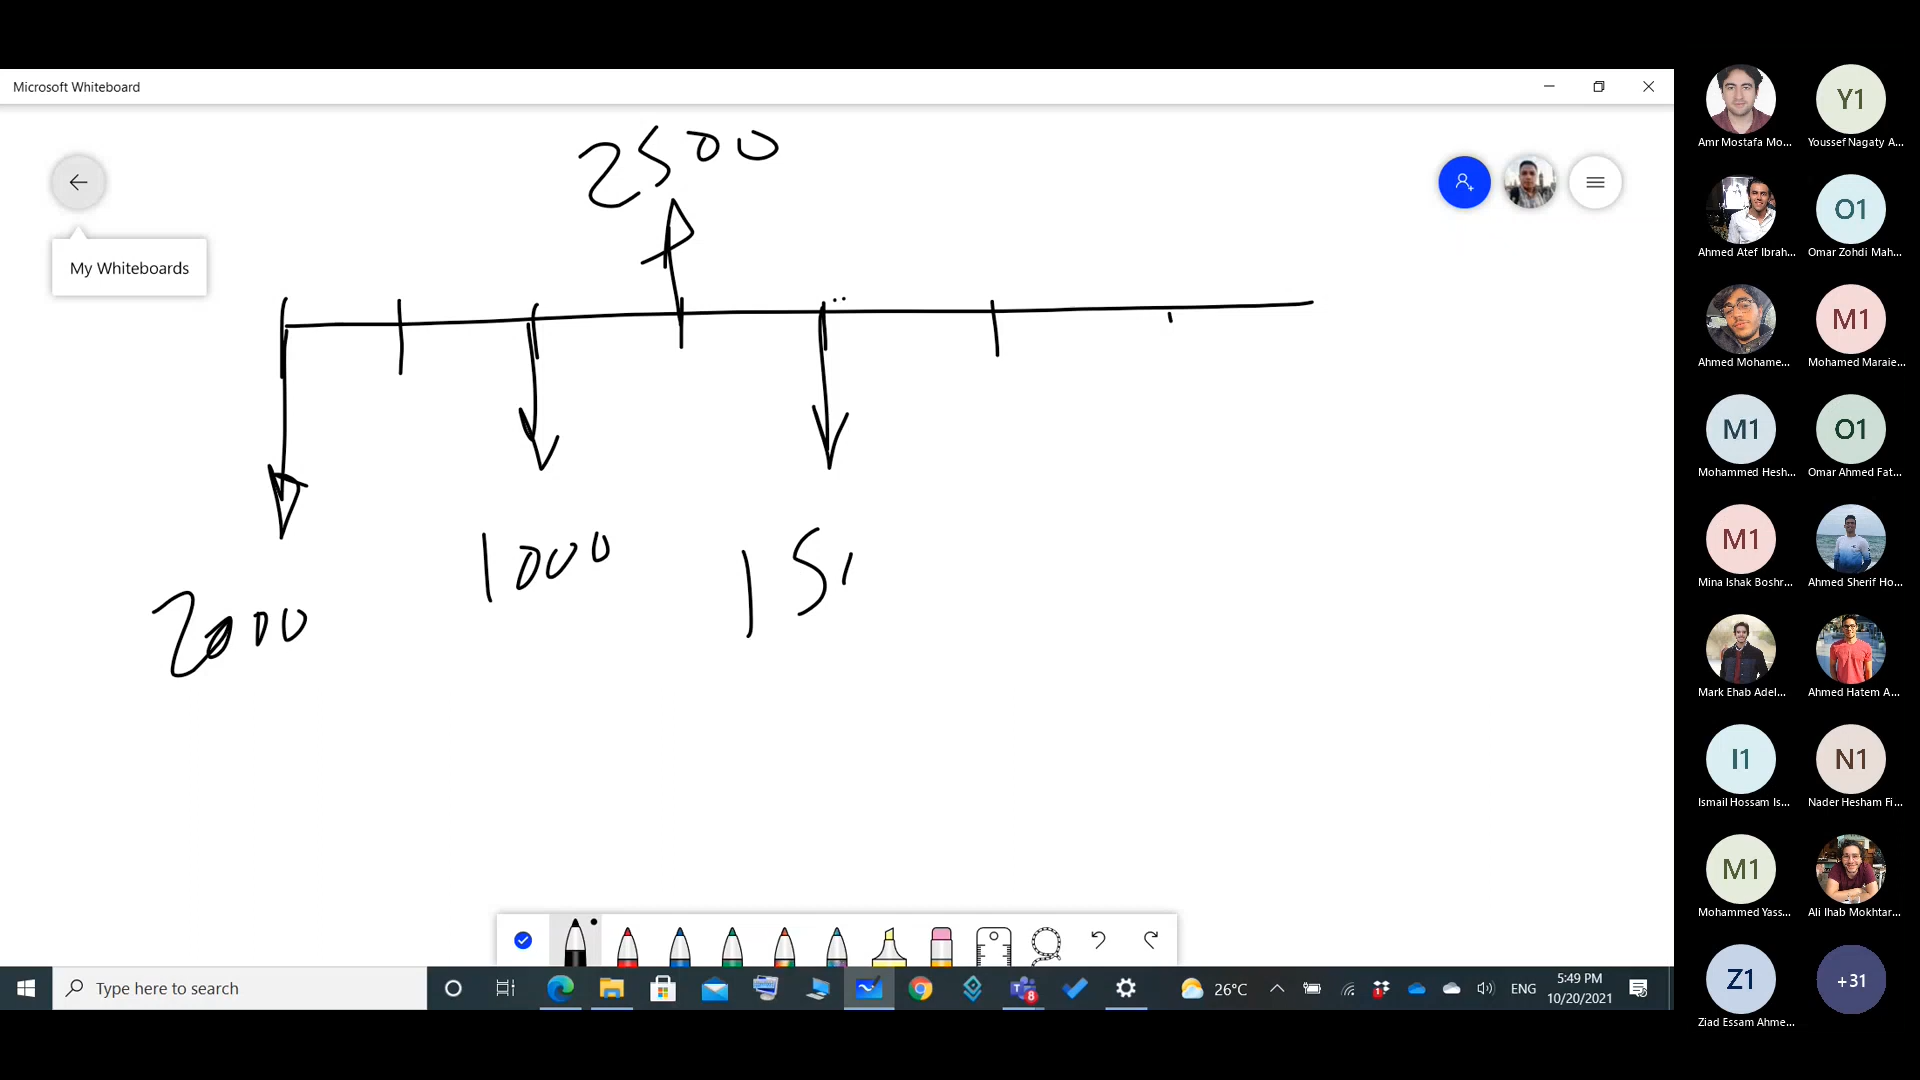 Microsoft Whiteboard
My Whiteboards
2500
2000
1000
15
Amr Mostafa Mo...
Y1
Youssef Nagaty A...
Ahmed Atef Ibrah...
O1
Omar Zohdi Mah...
Ahmed Mohame...
M1
Mohamed Maraie...
M1
Mohammed Hesh...
O1
Omar Ahmed Fat...
M1
Mina Ishak Boshr...
Ahmed Sherif Ho...
Mark Ehab Adel...
Ahmed Hatem A...
I1
Ismail Hossam Is...
N1
Nader Hesham Fi...
M1
Mohammed Yass...
Ali Ihab Mokhtar...
Z1
Ziad Essam Ahme...
+31
Type here to search
8
1
26°C
ENG
5:49 PM
10/20/2021